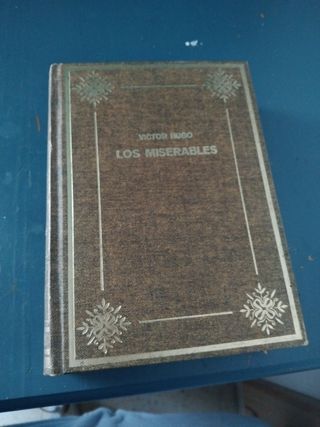 VICTOR HUGO
LOS MISERABLES